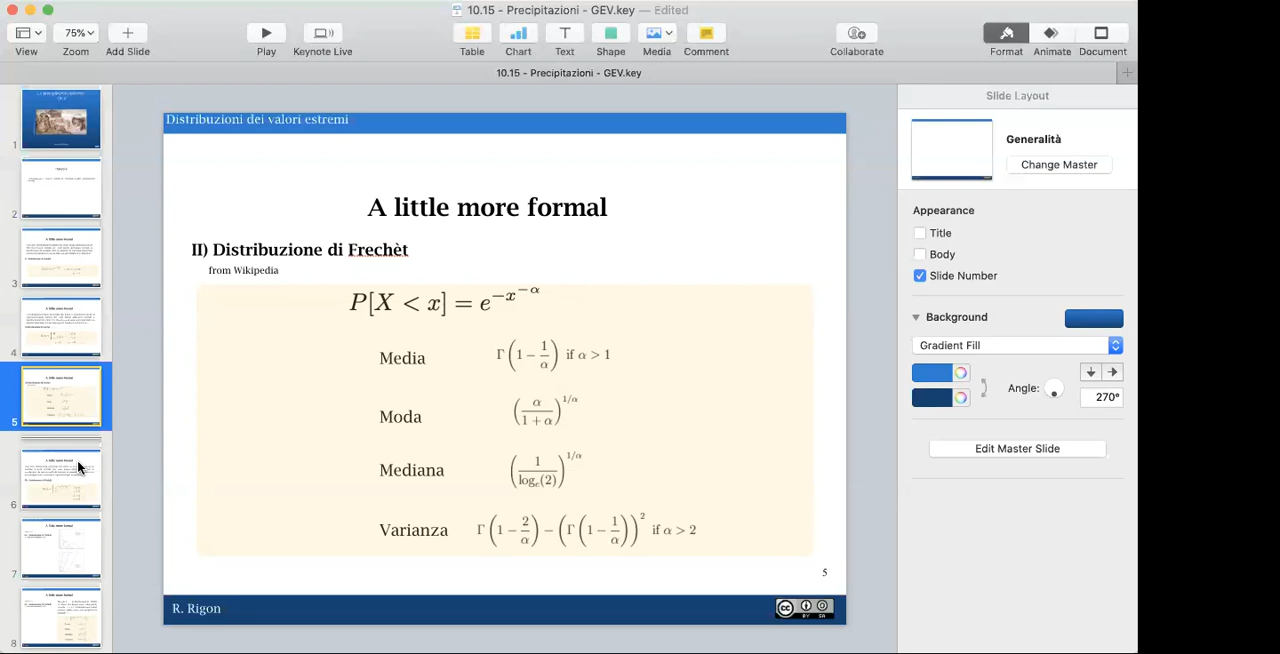 10.15 - Precipitazioni - GEV.key — Edited
75%
View
Zoom
Add Slide
Play
Keynote Live
Table
Chart
Text
Shape
Media
Comment
Collaborate
Format
Animate
Document
10.15 - Precipitazioni - GEV.key
1
2
3
4
5
6
7
8
Distribuzioni dei valori estremi
A little more formal
II) Distribuzione di Frechèt
from Wikipedia
P[X < x] = e^{-x^{-α}}
Media Γ(1 − 1/α) if α > 1
Moda (α/(1 + α))^{1/α}
Mediana (1/log_e(2))^{1/α}
Varianza Γ(1 − 2/α) − (Γ(1 − 1/α))^2 if α > 2
5
R. Rigon
cc BY SA
Slide Layout
Generalità
Change Master
Appearance
Title
Body
Slide Number
Background
Gradient Fill
Angle:
270°
Edit Master Slide